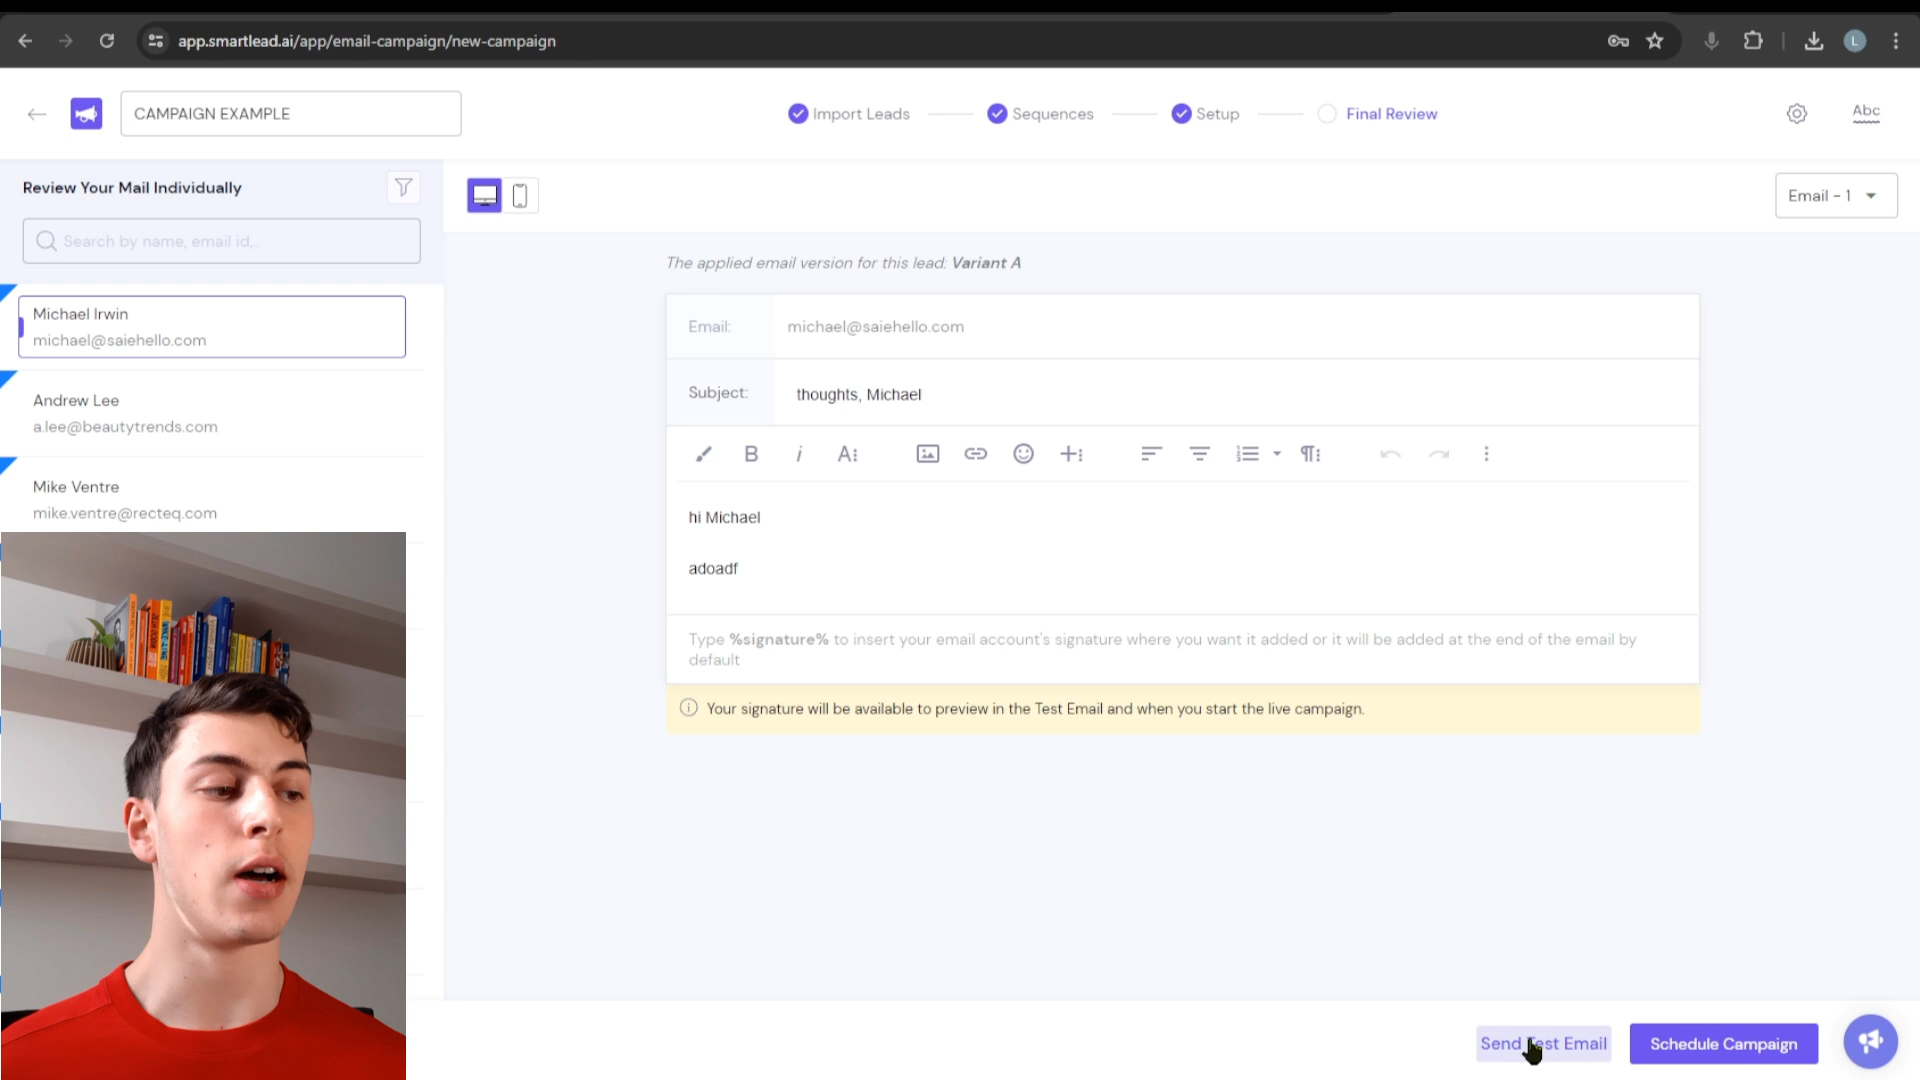 app.smartlead.ai/app/email-campaign/new-campaign
L
CAMPAIGN EXAMPLE
Import Leads
Sequences
Setup
Final Review
Abc
Review Your Mail Individually
Email - 1
Search by name, email id,..
The applied email version for this lead: Variant A
Michael Irwin
michael@saiehello.com
Andrew Lee
a.lee@beautytrends.com
Mike Ventre
mike.ventre@recteq.com
Email:
michael@saiehello.com
Subject:
thoughts, Michael
hi Michael
adoadf
Type %signature% to insert your email account's signature where you want it added or it will be added at the end of the email by
default
Your signature will be available to preview in the Test Email and when you start the live campaign.
Send Test Email
Schedule Campaign